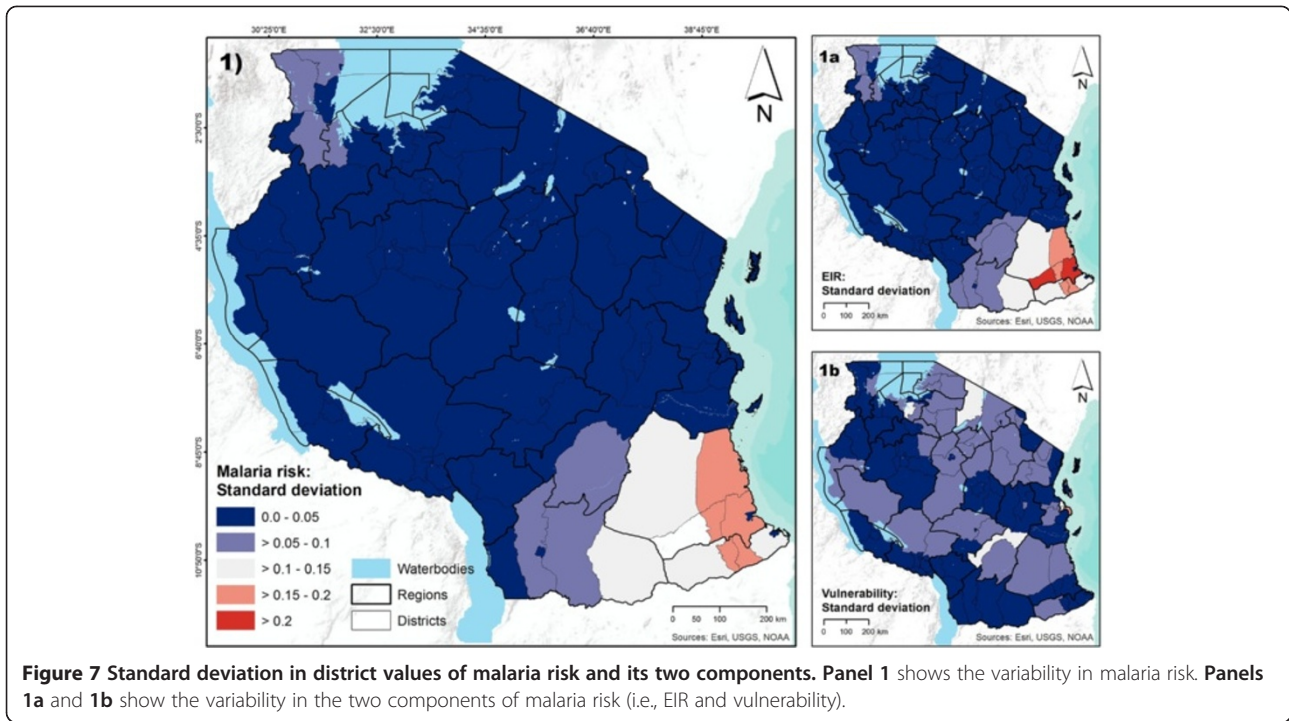 30°25'0"E 32°30'0"E 34°35'0"E 36°40'0"E 38°45'0"E
1)
N
2°30'0"S
4°35'0"S
6°40'0"S
8°45'0"S
10°50'0"S
Malaria risk:
Standard deviation
0.0 - 0.05
> 0.05 - 0.1
> 0.1 - 0.15
> 0.15 - 0.2
> 0.2
Waterbodies
Regions
Districts
0 50 100 200 km
Sources: Esri, USGS, NOAA
1a
N
EIR:
Standard deviation
0 100 200 km
Sources: Esri, USGS, NOAA
1b
N
Vulnerability:
Standard deviation
0 100 200 km
Sources: Esri, USGS, NOAA
Figure 7 Standard deviation in district values of malaria risk and its two components. Panel 1 shows the variability in malaria risk. Panels
1a and 1b show the variability in the two components of malaria risk (i.e., EIR and vulnerability).